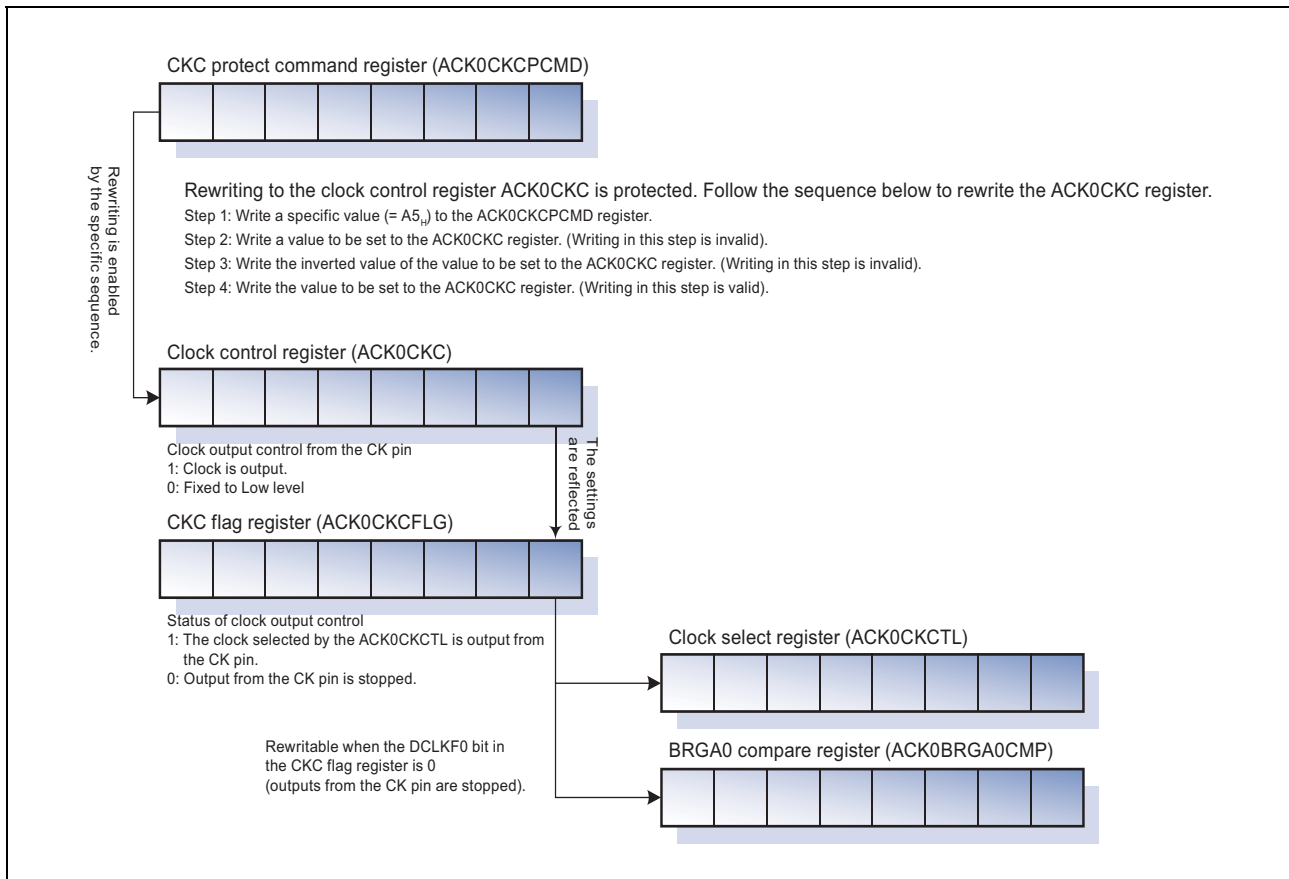 CKC protect command register (ACK0CKCPCMD)
Rewriting is enabled
by the specific sequence.
Rewriting to the clock control register ACK0CKC is protected. Follow the sequence below to rewrite the ACK0CKC register.
Step 1: Write a specific value (= A5H) to the ACK0CKCPCMD register.
Step 2: Write a value to be set to the ACK0CKC register. (Writing in this step is invalid).
Step 3: Write the inverted value of the value to be set to the ACK0CKC register. (Writing in this step is invalid).
Step 4: Write the value to be set to the ACK0CKC register. (Writing in this step is valid).
Clock control register (ACK0CKC)
Clock output control from the CK pin
1: Clock is output.
0: Fixed to Low level
The settings
are reflected
CKC flag register (ACK0CKCFLG)
Status of clock output control
1: The clock selected by the ACK0CKCTL is output from
the CK pin.
0: Output from the CK pin is stopped.
Clock select register (ACK0CKCTL)
Rewritable when the DCLKF0 bit in
the CKC flag register is 0
(outputs from the CK pin are stopped).
BRGA0 compare register (ACK0BRGA0CMP)